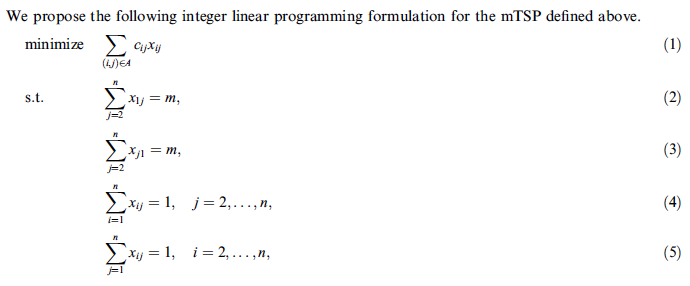 We propose the following integer linear programming formulation for the mTSP defined above.
minimize ∑_{(i,j)∈A} c_{ij}x_{ij} (1)
s.t. ∑_{j=2}^{n} x_{1j} = m, (2)
∑_{j=2}^{n} x_{j1} = m, (3)
∑_{i=1}^{n} x_{ij} = 1, j = 2,...,n, (4)
∑_{j=1}^{n} x_{ij} = 1, i = 2,...,n, (5)